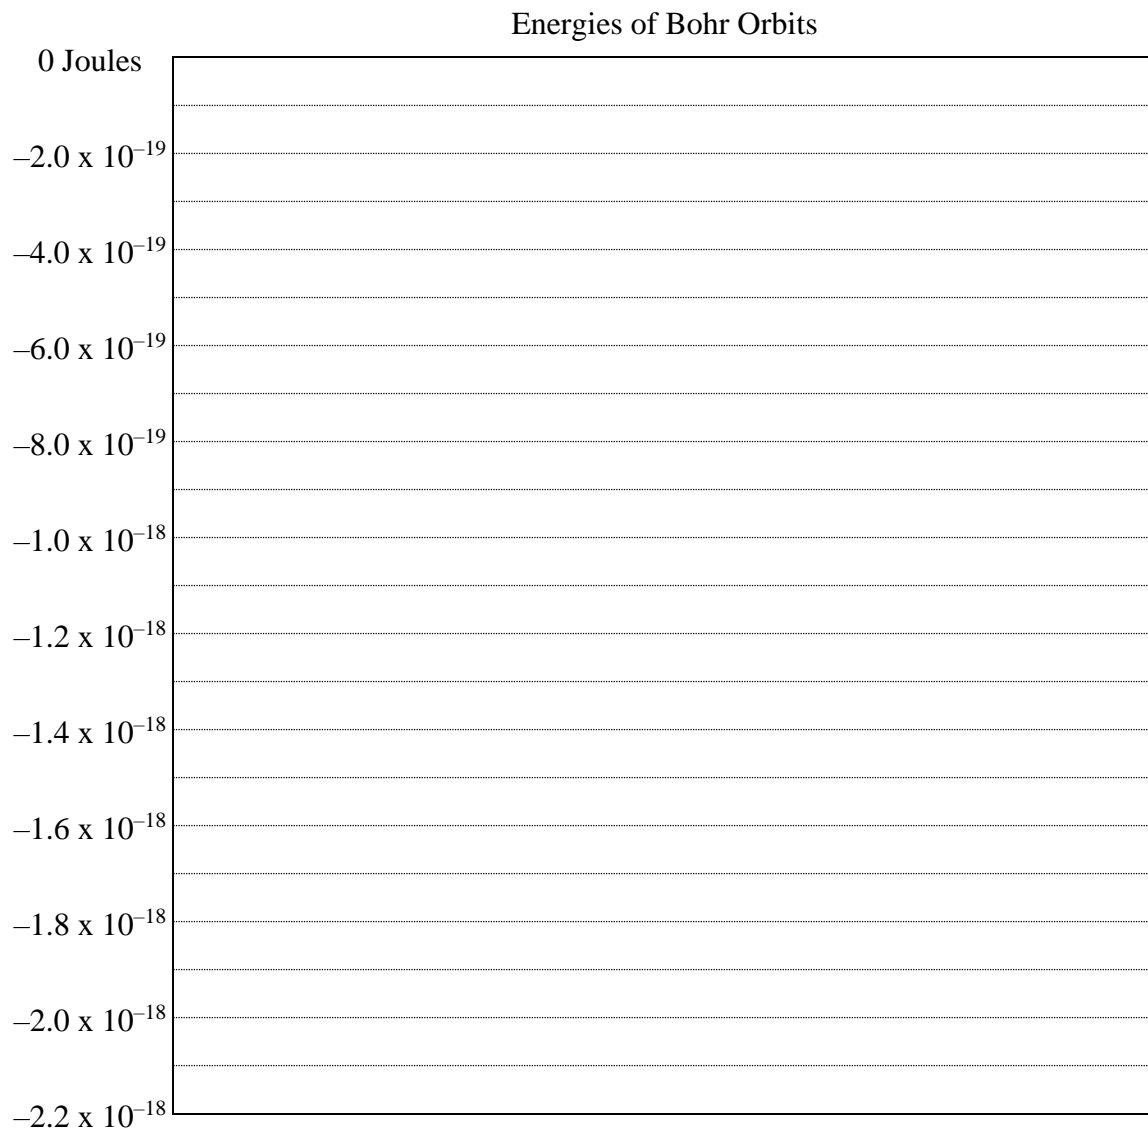 Energies of Bohr Orbits
0 Joules
–2.0 x 10⁻¹⁹
–4.0 x 10⁻¹⁹
–6.0 x 10⁻¹⁹
–8.0 x 10⁻¹⁹
–1.0 x 10⁻¹⁸
–1.2 x 10⁻¹⁸
–1.4 x 10⁻¹⁸
–1.6 x 10⁻¹⁸
–1.8 x 10⁻¹⁸
–2.0 x 10⁻¹⁸
–2.2 x 10⁻¹⁸